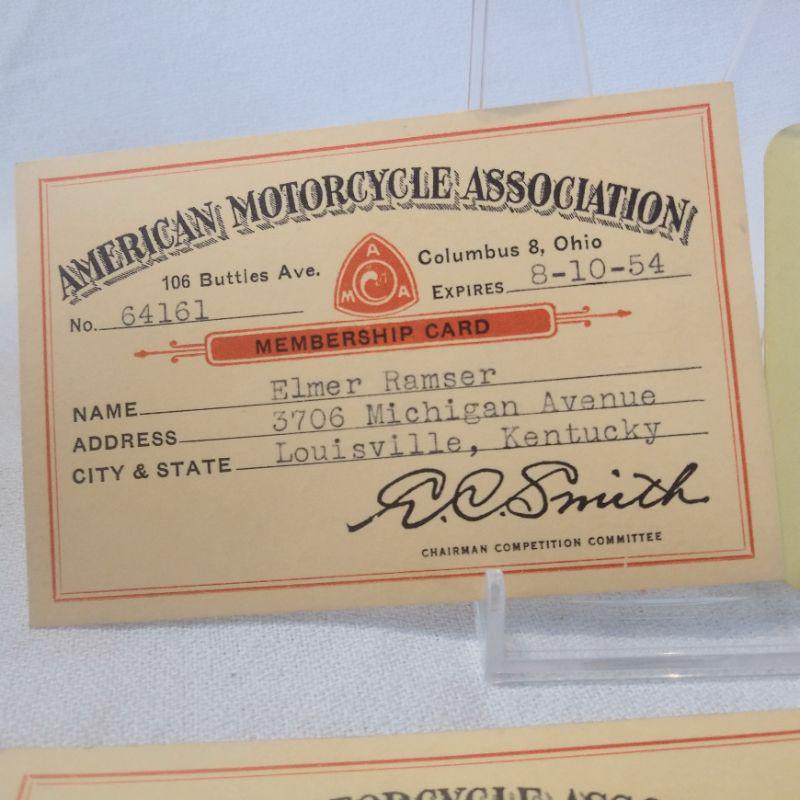 AMERICAN MOTORCYCLE ASSOCIATION
106 Buttles Ave. A M A Columbus 8, Ohio
No. 64161 EXPIRES 8-10-54
MEMBERSHIP CARD
NAME Elmer Ramser
ADDRESS 3706 Michigan Avenue
CITY & STATE Louisville, Kentucky
E.C. Smith
CHAIRMAN COMPETITION COMMITTEE